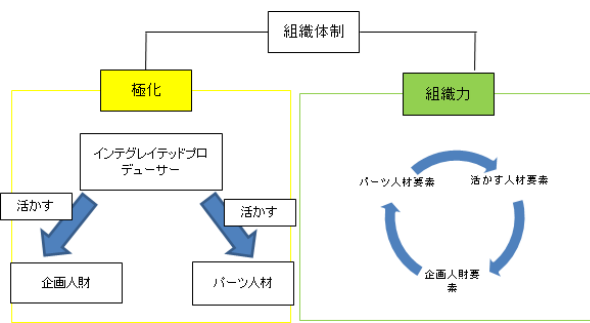 組織体制
極化
組織力
インテグレイテッドプロ
デューサー
活かす
活かす
企画人財
パーツ人材
パーツ人材要素
活かす人材要素
企画人財要
素